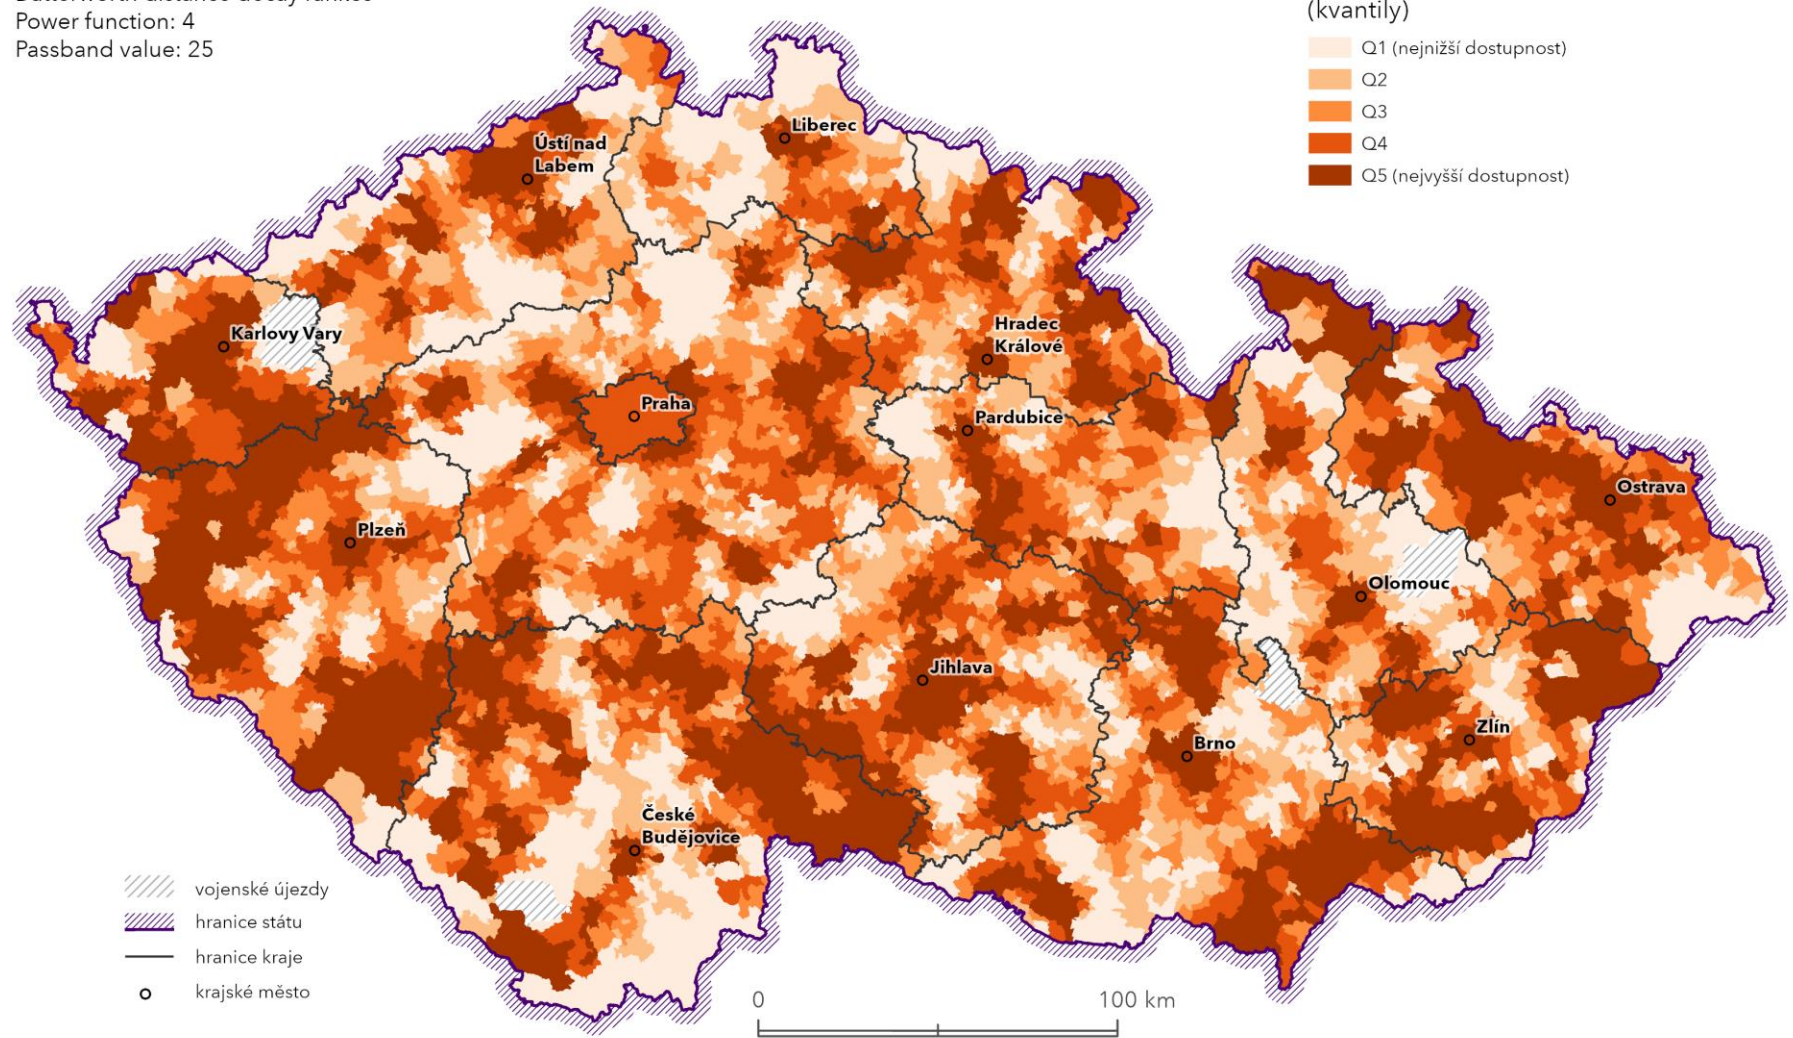 Power function: 4
Passband value: 25
(kvantily)
Q1 (nejnižší dostupnost)
Q2
Q3
Q4
Q5 (nejvyšší dostupnost)
Liberec
Ústí nad
Labem
Karlovy Vary
Hradec
Králové
Praha
Pardubice
Ostrava
Plzeň
Olomouc
Jihlava
Zlín
Brno
České
Budějovice
vojenské újezdy
hranice státu
hranice kraje
krajské město
0
100 km